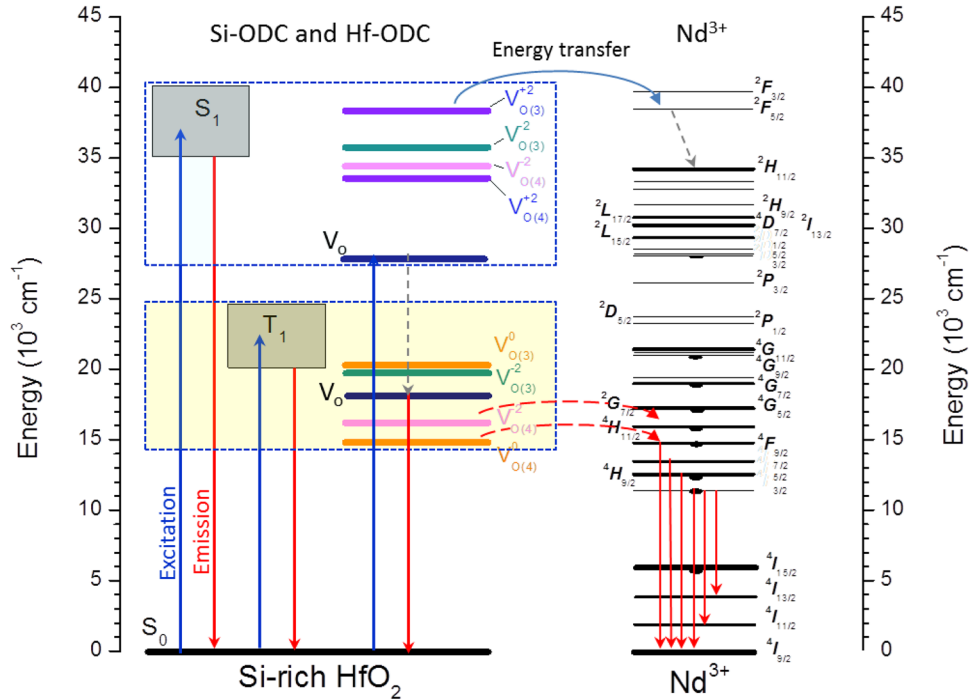 45
40
35
30
25
20
15
10
5
0
Energy (10³ cm⁻¹)
Si-ODC and Hf-ODC
Energy transfer
Nd³⁺
S₁
V⁺²O(3)
V⁻²O(3)
V⁻²O(4)
V⁺²O(4)
Vo
T₁
V⁰O(3)
V⁻²O(3)
Vo
V⁻²O(4)
V⁰O(4)
Excitation
Emission
S₀
Si-rich HfO₂
²F₃/₂
²F₅/₂
²H₁₁/₂
²H₉/₂
²L₁₇/₂
⁴D₇/₂ ²I₁₃/₂
²L₁₅/₂
1/2
5/2
3/2
²P₃/₂
²D₅/₂
²P₁/₂
⁴G₁₁/₂
⁴G₉/₂
⁴G₇/₂
²G₇/₂
⁴G₅/₂
⁴H₁₁/₂
⁴F₉/₂
7/2
⁴H₉/₂
5/2
3/2
⁴I₁₅/₂
⁴I₁₃/₂
⁴I₁₁/₂
⁴I₉/₂
Nd³⁺
45
40
35
30
25
20
15
10
5
0
Energy (10³ cm⁻¹)